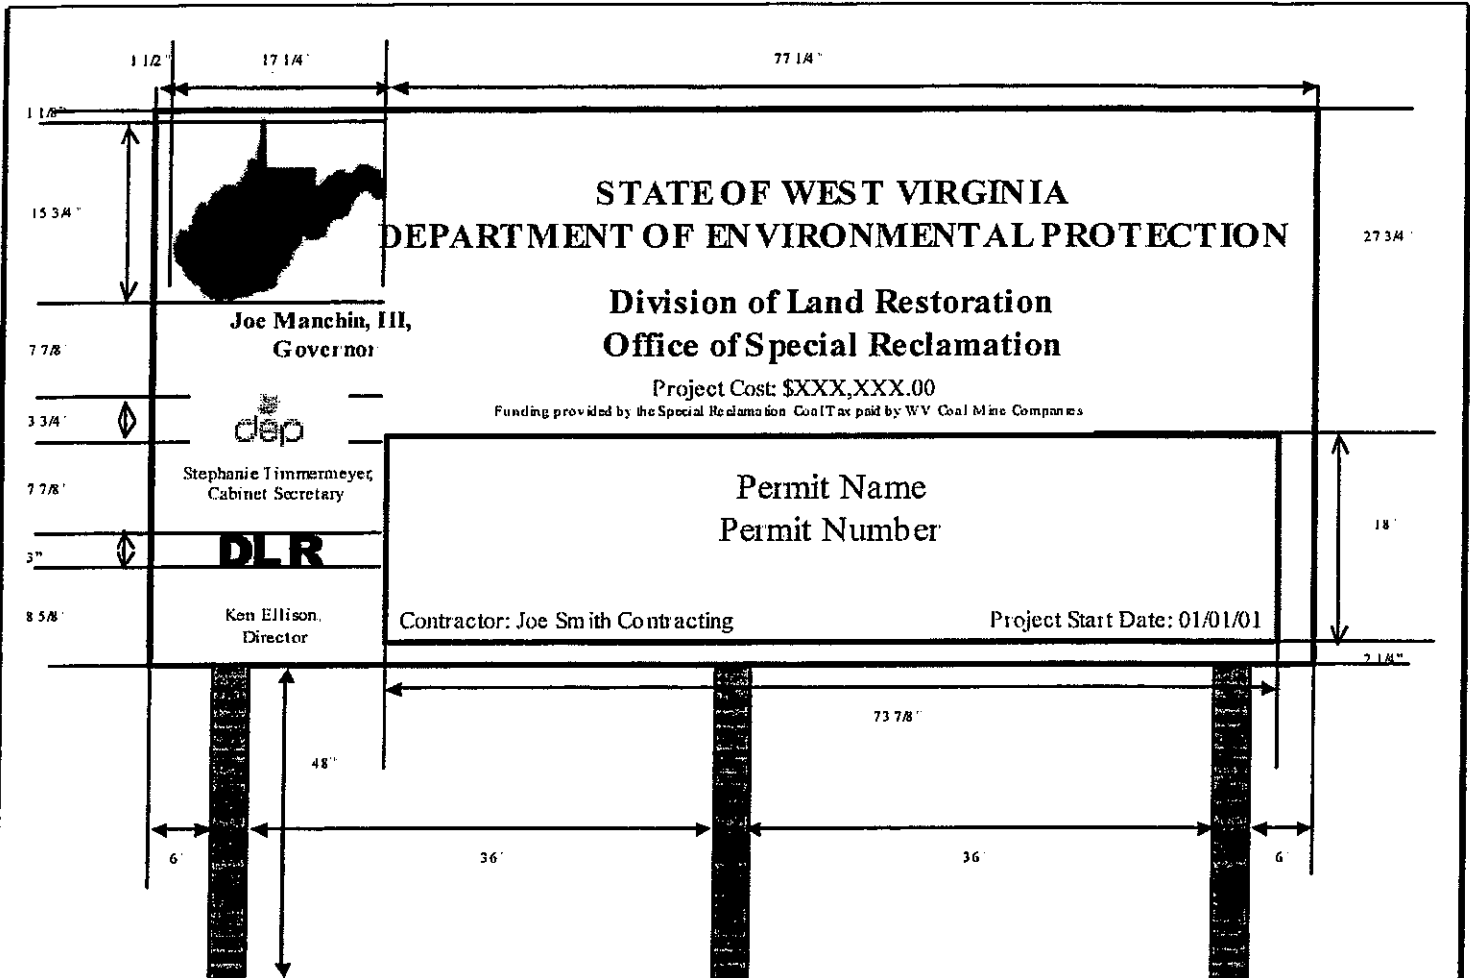 1 1/2"
17 1/4"
77 1/4"
1 1/8"
15 3/4"
27 3/4"
STATE OF WEST VIRGINIA
DEPARTMENT OF ENVIRONMENTAL PROTECTION
Division of Land Restoration
Office of Special Reclamation
Project Cost: $XXX,XXX.00
Funding provided by the Special Reclamation Coal Tax paid by WV Coal Mine Companies
Joe Manchin, III,
Governor
7 7/8"
3 3/4"
dep
Stephanie Timmermeyer,
Cabinet Secretary
7 7/8"
DLR
3"
Ken Ellison,
Director
8 5/8"
Permit Name
Permit Number
Contractor: Joe Smith Contracting
Project Start Date: 01/01/01
18"
2 1/4"
73 7/8"
48"
6"
36"
36"
6"